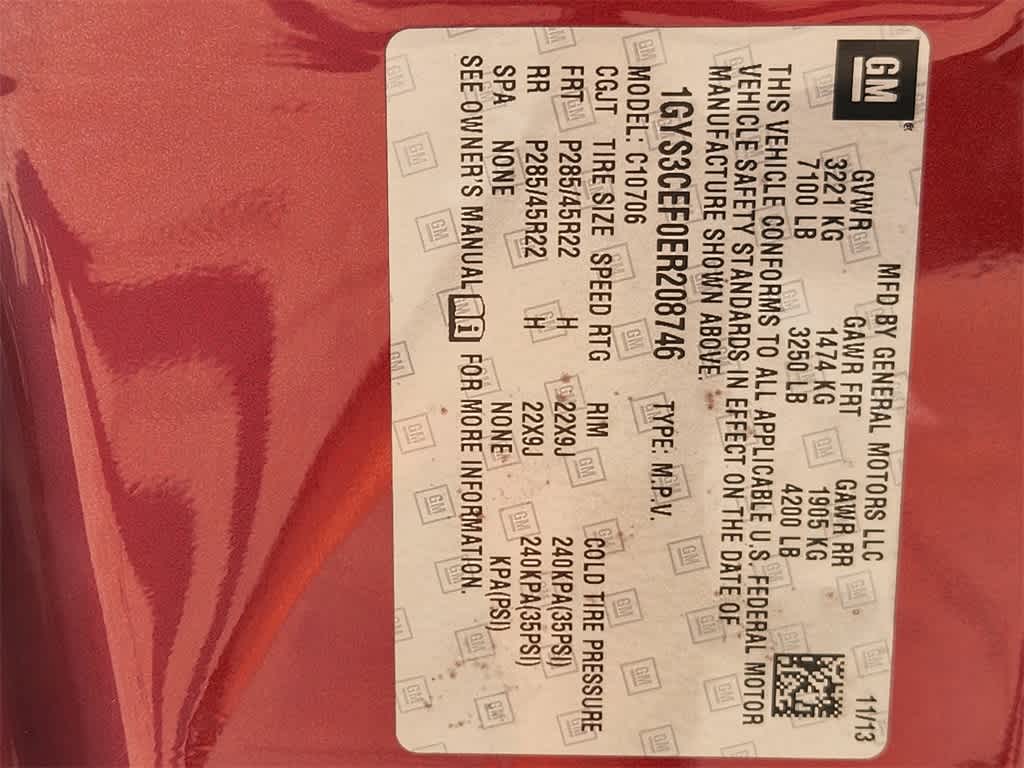 GM
MFD BY GENERAL MOTORS LLC 11/13
GVWR GAWR FRT GAWR RR
3221 KG 1474 KG 1905 KG
7100 LB 3250 LB 4200 LB
THIS VEHICLE CONFORMS TO ALL APPLICABLE U.S. FEDERAL MOTOR
VEHICLE SAFETY STANDARDS IN EFFECT ON THE DATE OF
MANUFACTURE SHOWN ABOVE.
1GYS3CEF0ER208746 TYPE: M.P.V.
MODEL: C10706
CGJT TIRE SIZE SPEED RTG RIM COLD TIRE PRESSURE
FRT P285/45R22 H 22X9J 240KPA(35PSI)
RR P285/45R22 H 22X9J 240KPA(35PSI)
SPA NONE NONE KPA(PSI)
SEE OWNER'S MANUAL i FOR MORE INFORMATION.